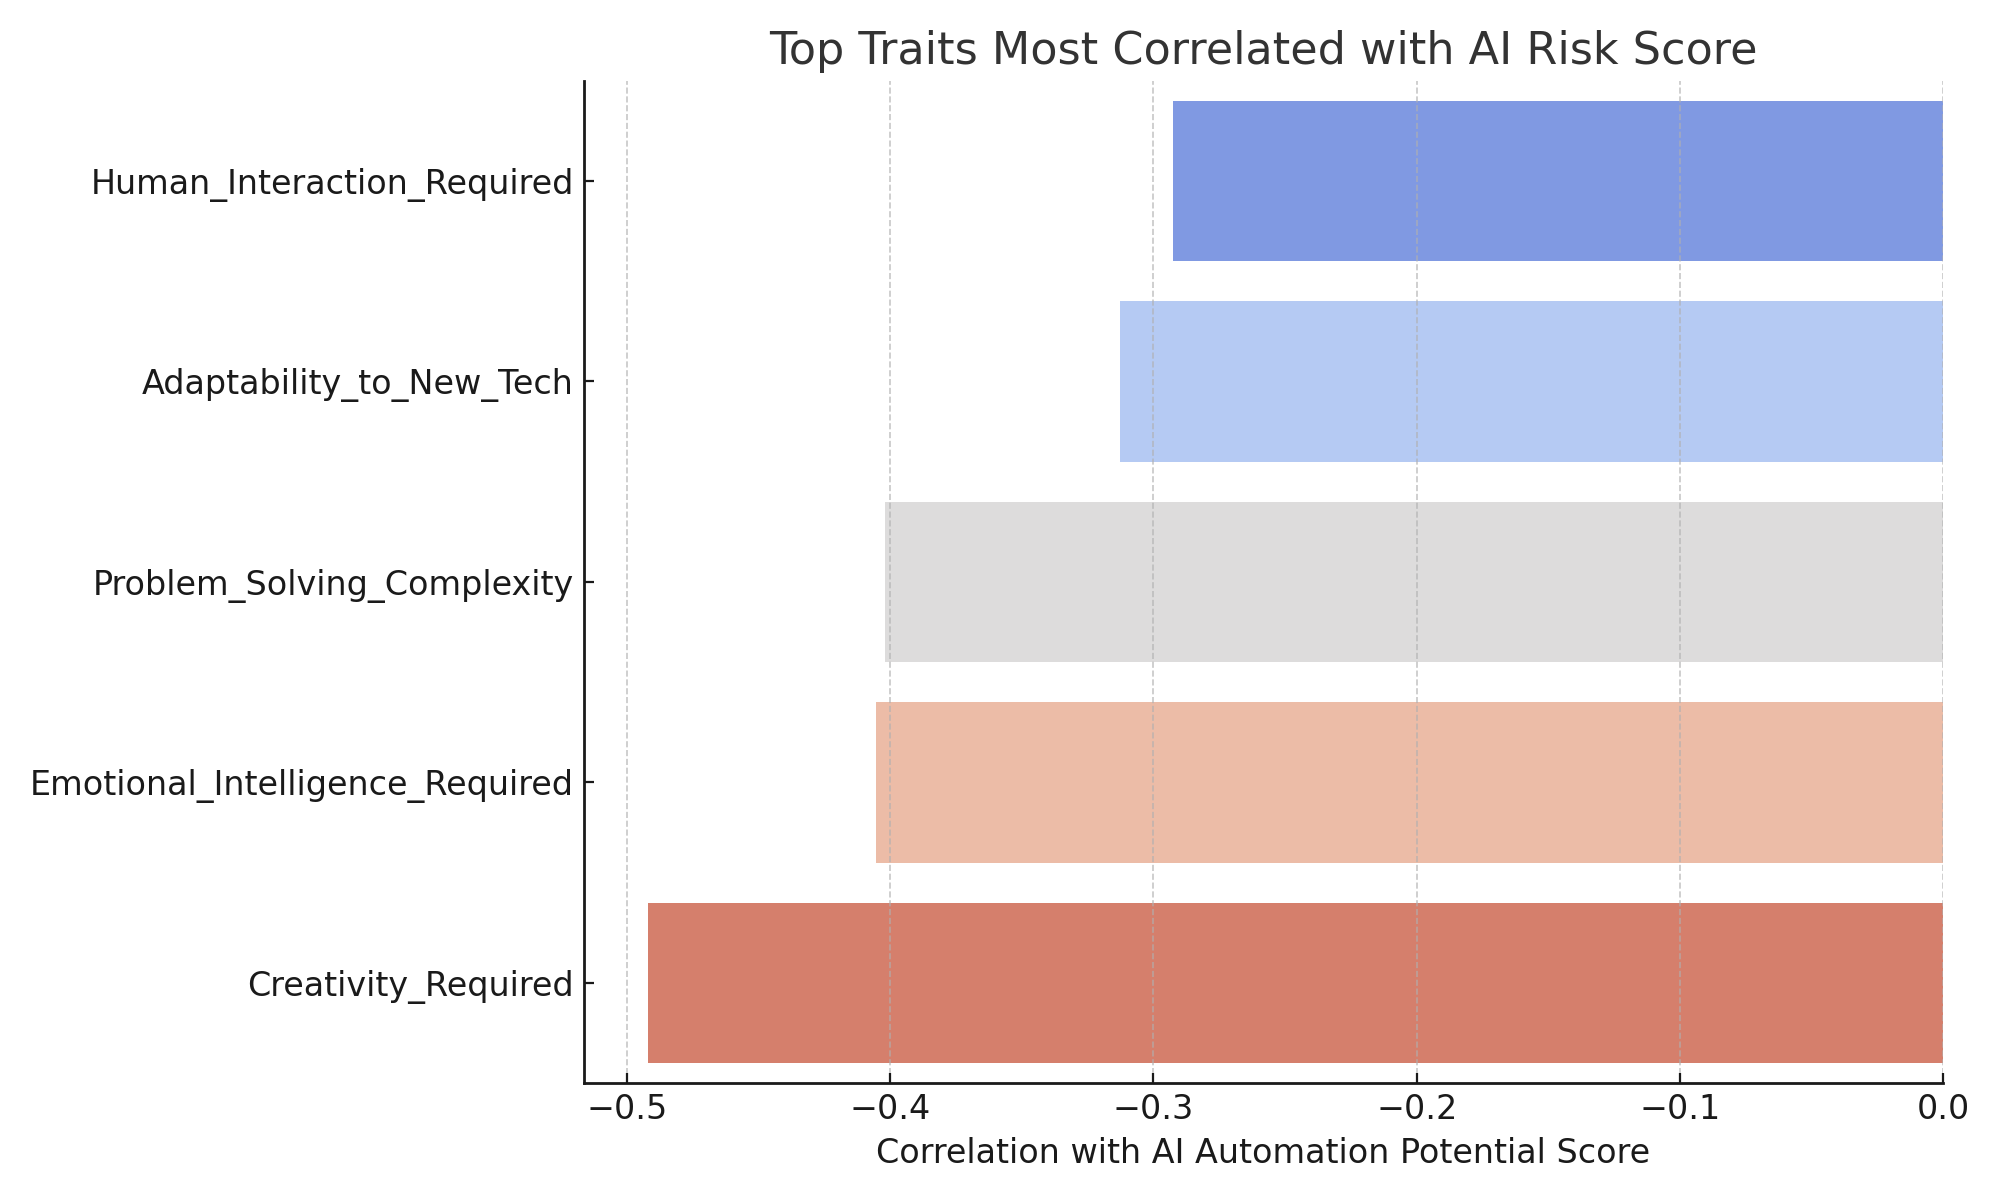 Top Traits Most Correlated with AI Risk Score
Human_Interaction_Required
Adaptability_to_New_Tech
Problem_Solving_Complexity
Emotional_Intelligence_Required
Creativity_Required
−0.5 −0.4 −0.3 −0.2 −0.1 0.0
Correlation with AI Automation Potential Score